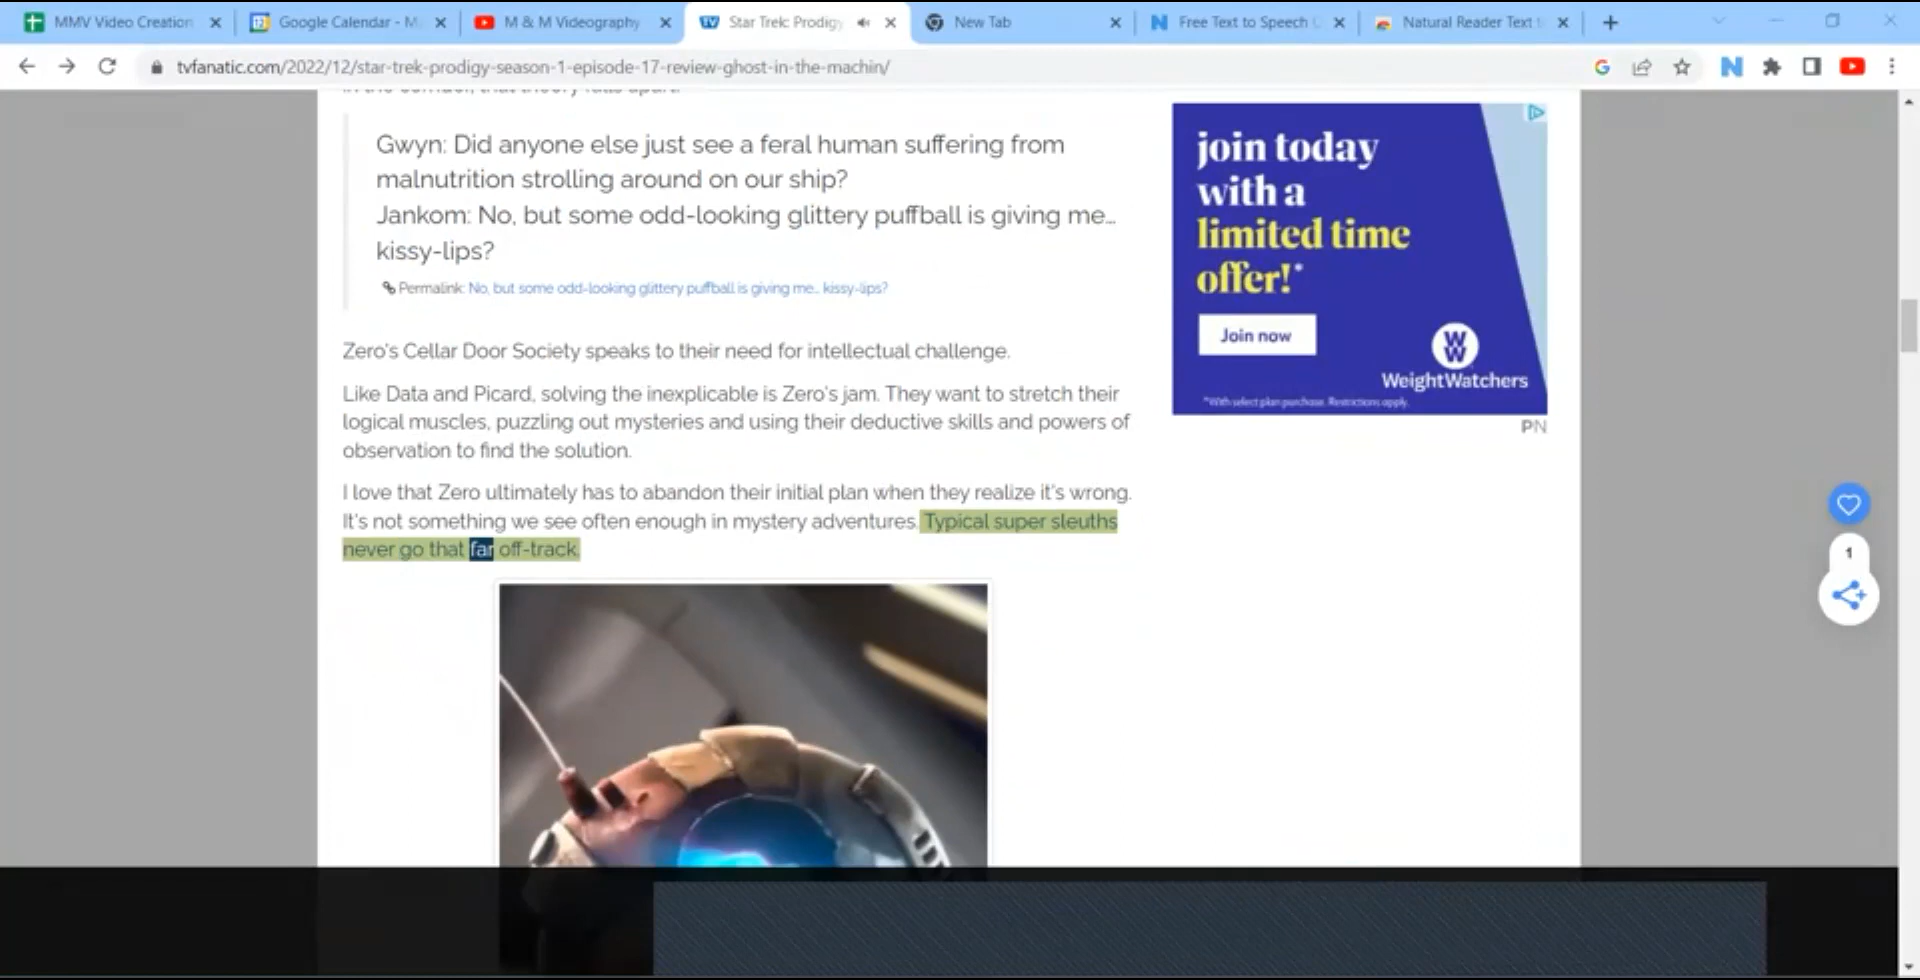 MMV Video Creation
Google Calendar - M
M & M Videography
Star Trek: Prodigy
New Tab
Free Text to Speech
Natural Reader Text
tvfanatic.com/2022/12/star-trek-prodigy-season-1-episode-17-review-ghost-in-the-machin/
Gwyn: Did anyone else just see a feral human suffering from
malnutrition strolling around on our ship?
Jankom: No, but some odd-looking glittery puffball is giving me...
kissy-lips?
Permalink: No, but some odd-looking glittery puffball is giving me... kissy-lips?
Zero's Cellar Door Society speaks to their need for intellectual challenge.
Like Data and Picard, solving the inexplicable is Zero's jam. They want to stretch their
logical muscles, puzzling out mysteries and using their deductive skills and powers of
observation to find the solution.
I love that Zero ultimately has to abandon their initial plan when they realize it's wrong.
It's not something we see often enough in mystery adventures. Typical super sleuths
never go that far off-track.
join today
with a
limited time
offer!*
Join now
W
W
WeightWatchers
*With select plan purchase. Restrictions apply.
PN
1